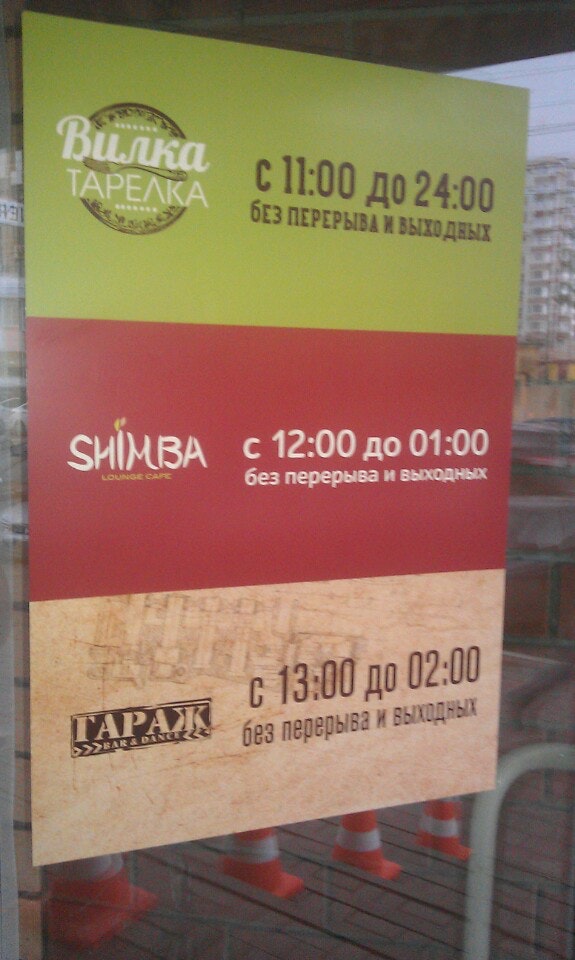 Вилка
ТАРЕЛКА
с 11:00 до 24:00
БЕЗ ПЕРЕРЫВА И ВЫХОДНЫХ
SHIMBA
LOUNGE CAFE
с 12:00 до 01:00
без перерыва и выходных
ГАРАЖ
BAR & DANCE
с 13:00 до 02:00
без перерыва и выходных